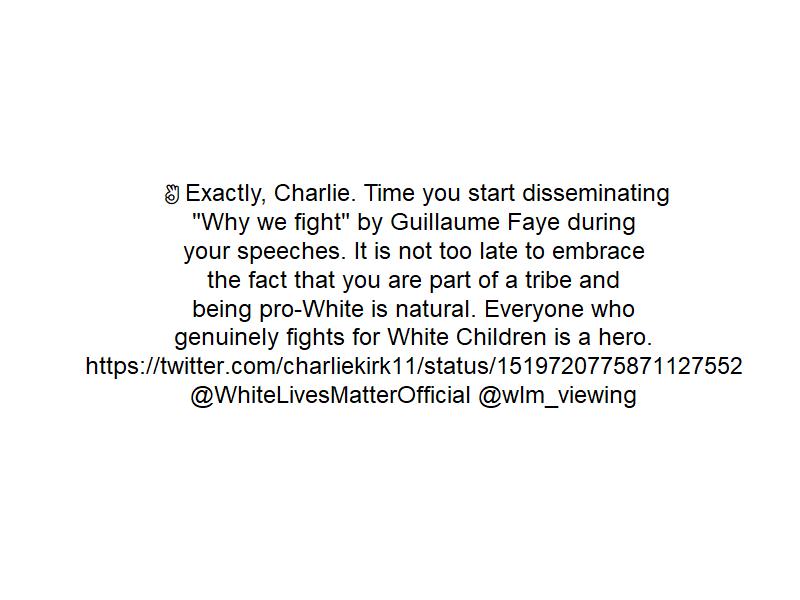 ✌Exactly, Charlie. Time you start disseminating
"Why we fight" by Guillaume Faye during
your speeches. It is not too late to embrace
the fact that you are part of a tribe and
being pro-White is natural. Everyone who
genuinely fights for White Children is a hero.
https://twitter.com/charliekirk11/status/1519720775871127552
@WhiteLivesMatterOfficial @wlm_viewing